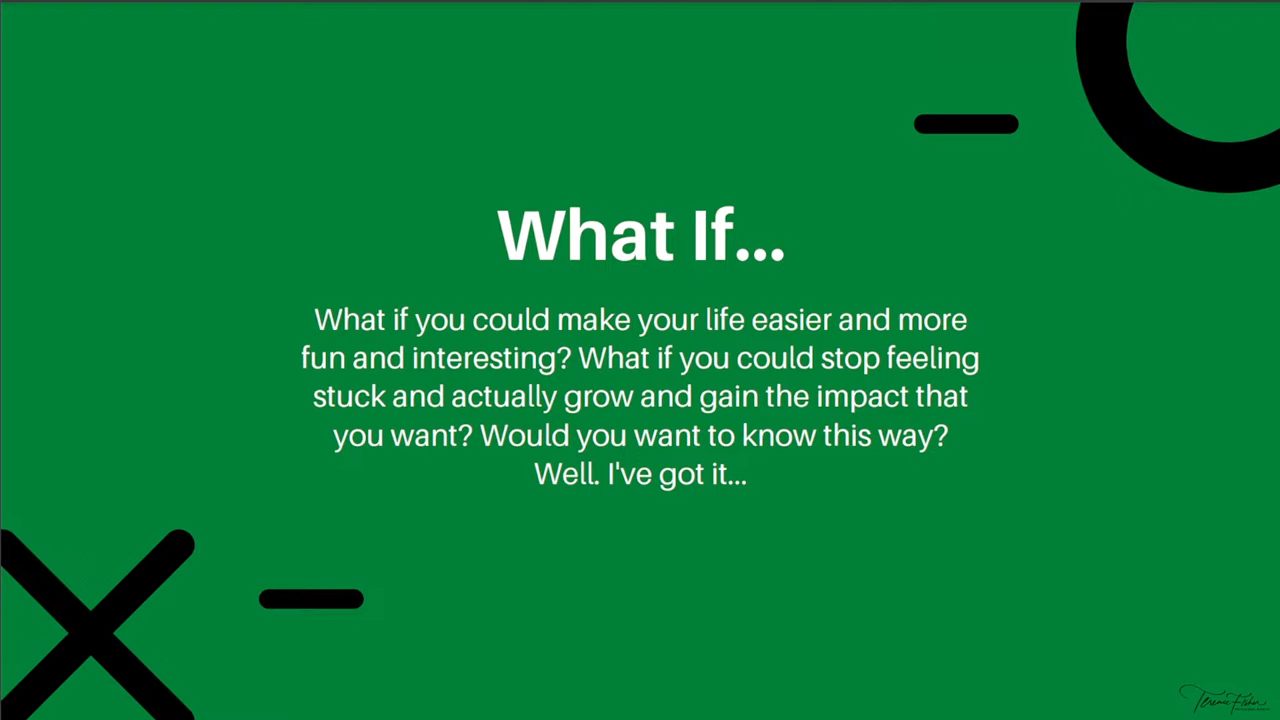 What If...
What if you could make your life easier and more
fun and interesting? What if you could stop feeling
stuck and actually grow and gain the impact that
you want? Would you want to know this way?
Well. I've got it...